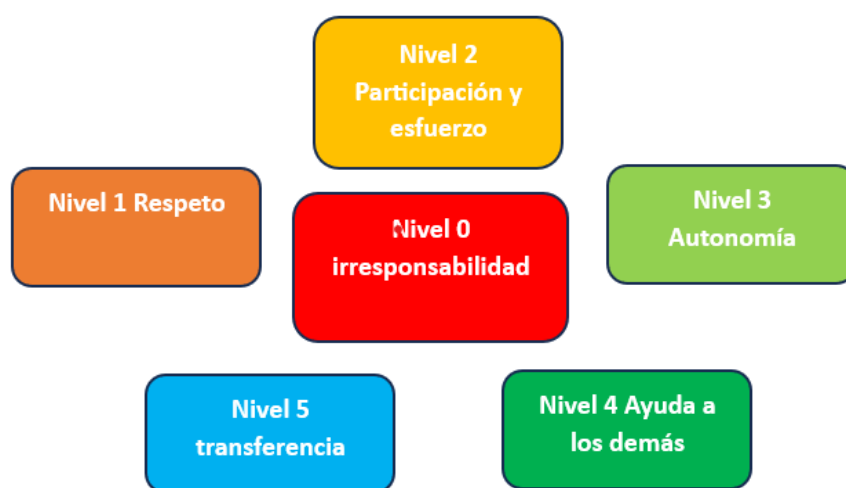 Nivel 2
Participación y
esfuerzo
Nivel 1 Respeto
Nivel 0
irresponsabilidad
Nivel 3
Autonomía
Nivel 5
transferencia
Nivel 4 Ayuda a
los demás